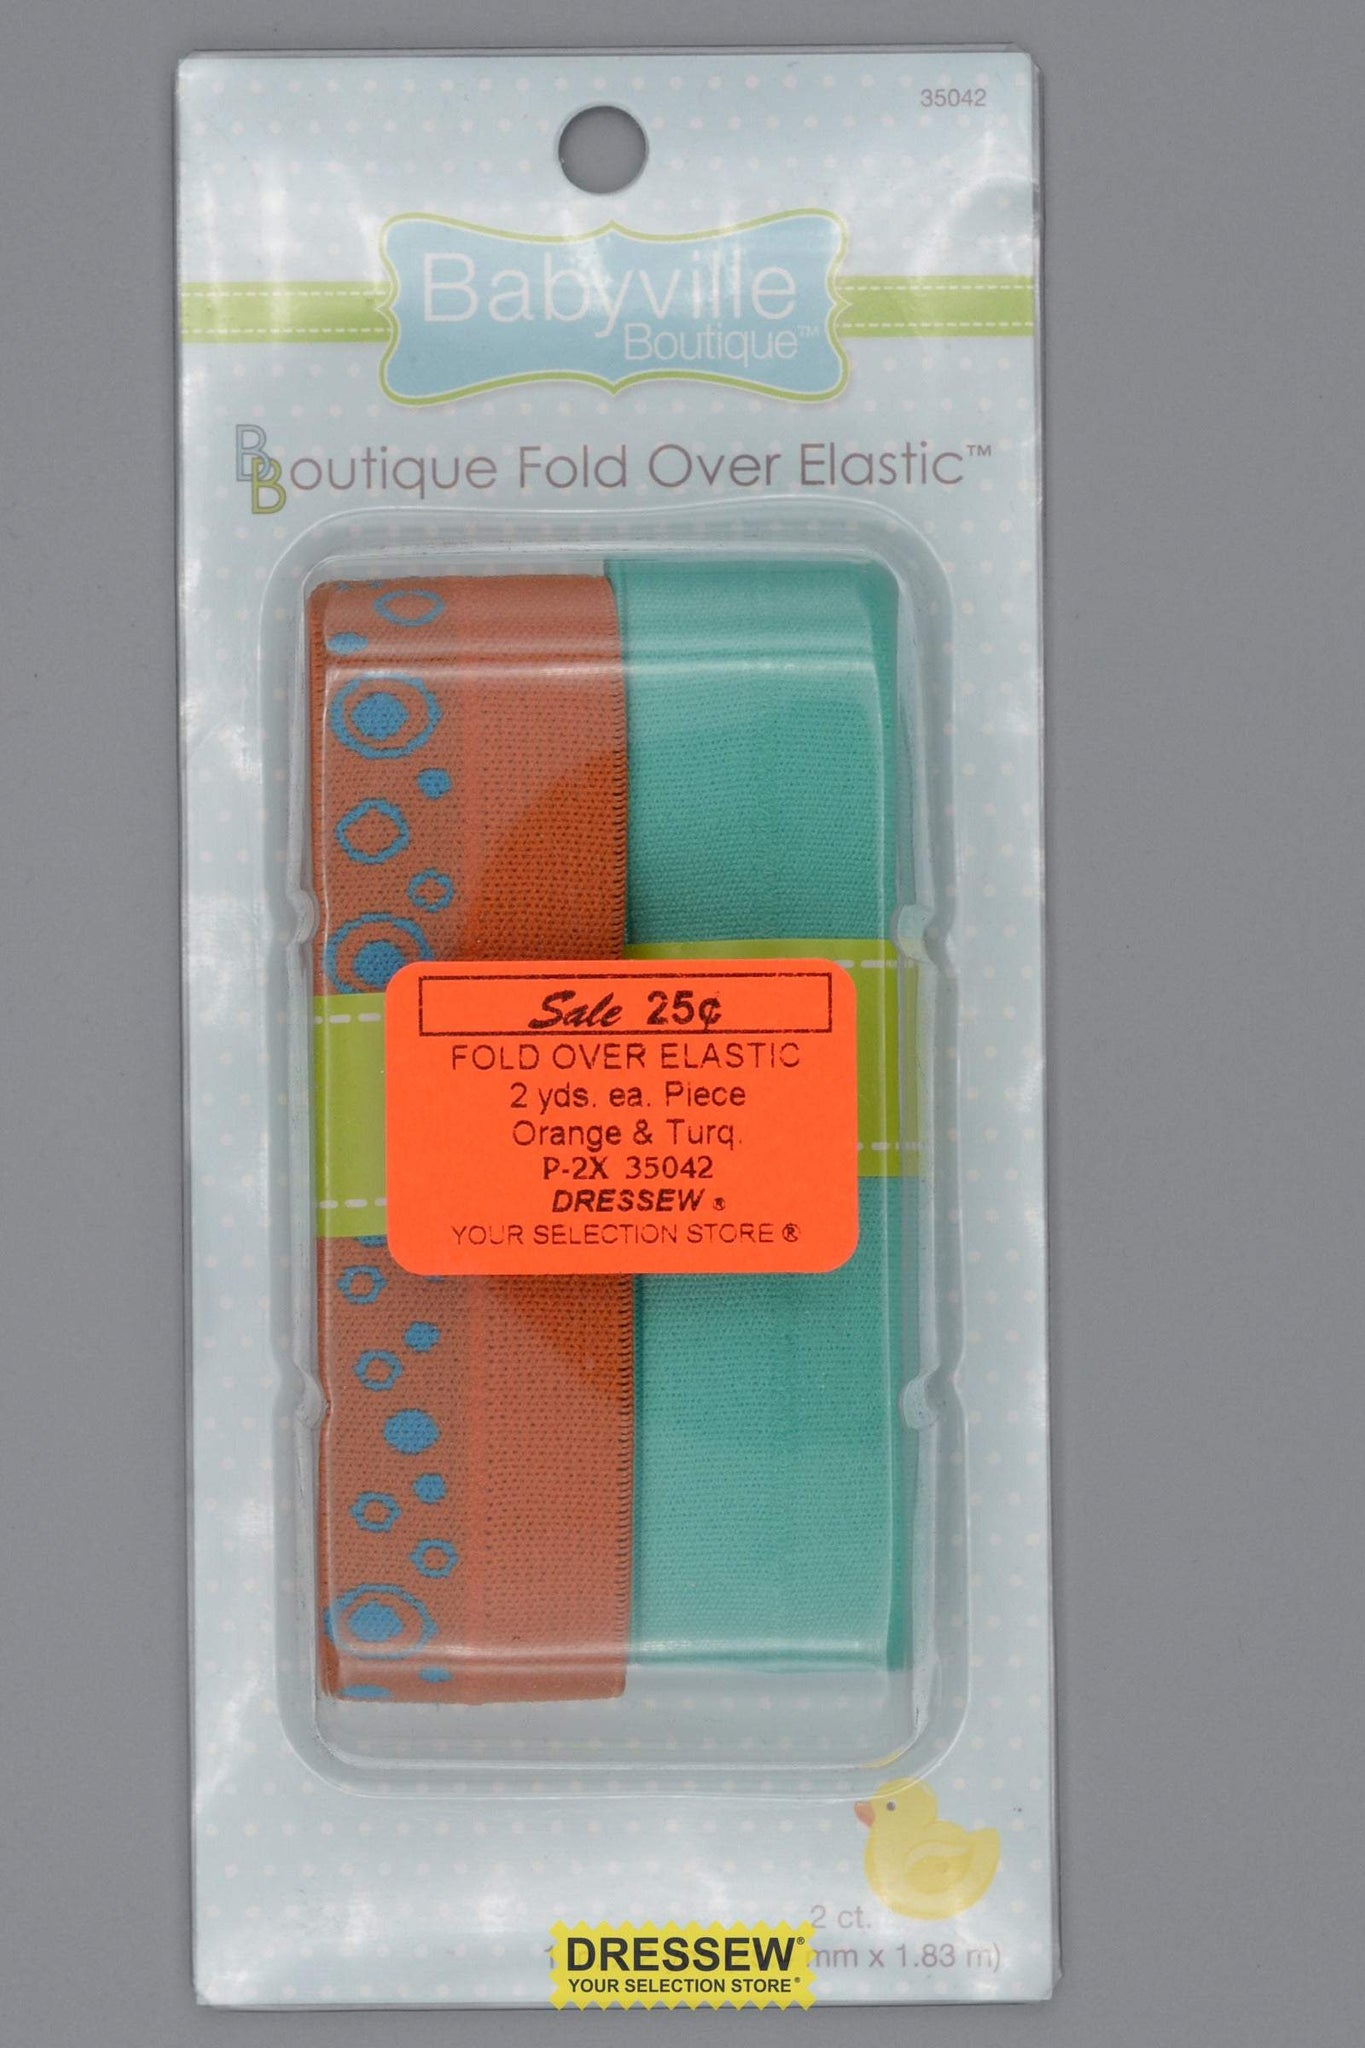 35042
Babyville
Boutique™
BBoutique Fold Over Elastic™
Sale 25¢
FOLD OVER ELASTIC
2 yds. ea. Piece
Orange & Turq.
P-2X 35042
DRESSEW ®
YOUR SELECTION STORE ®
2 ct.
mm x 1.83 m)
DRESSEW®
YOUR SELECTION STORE®